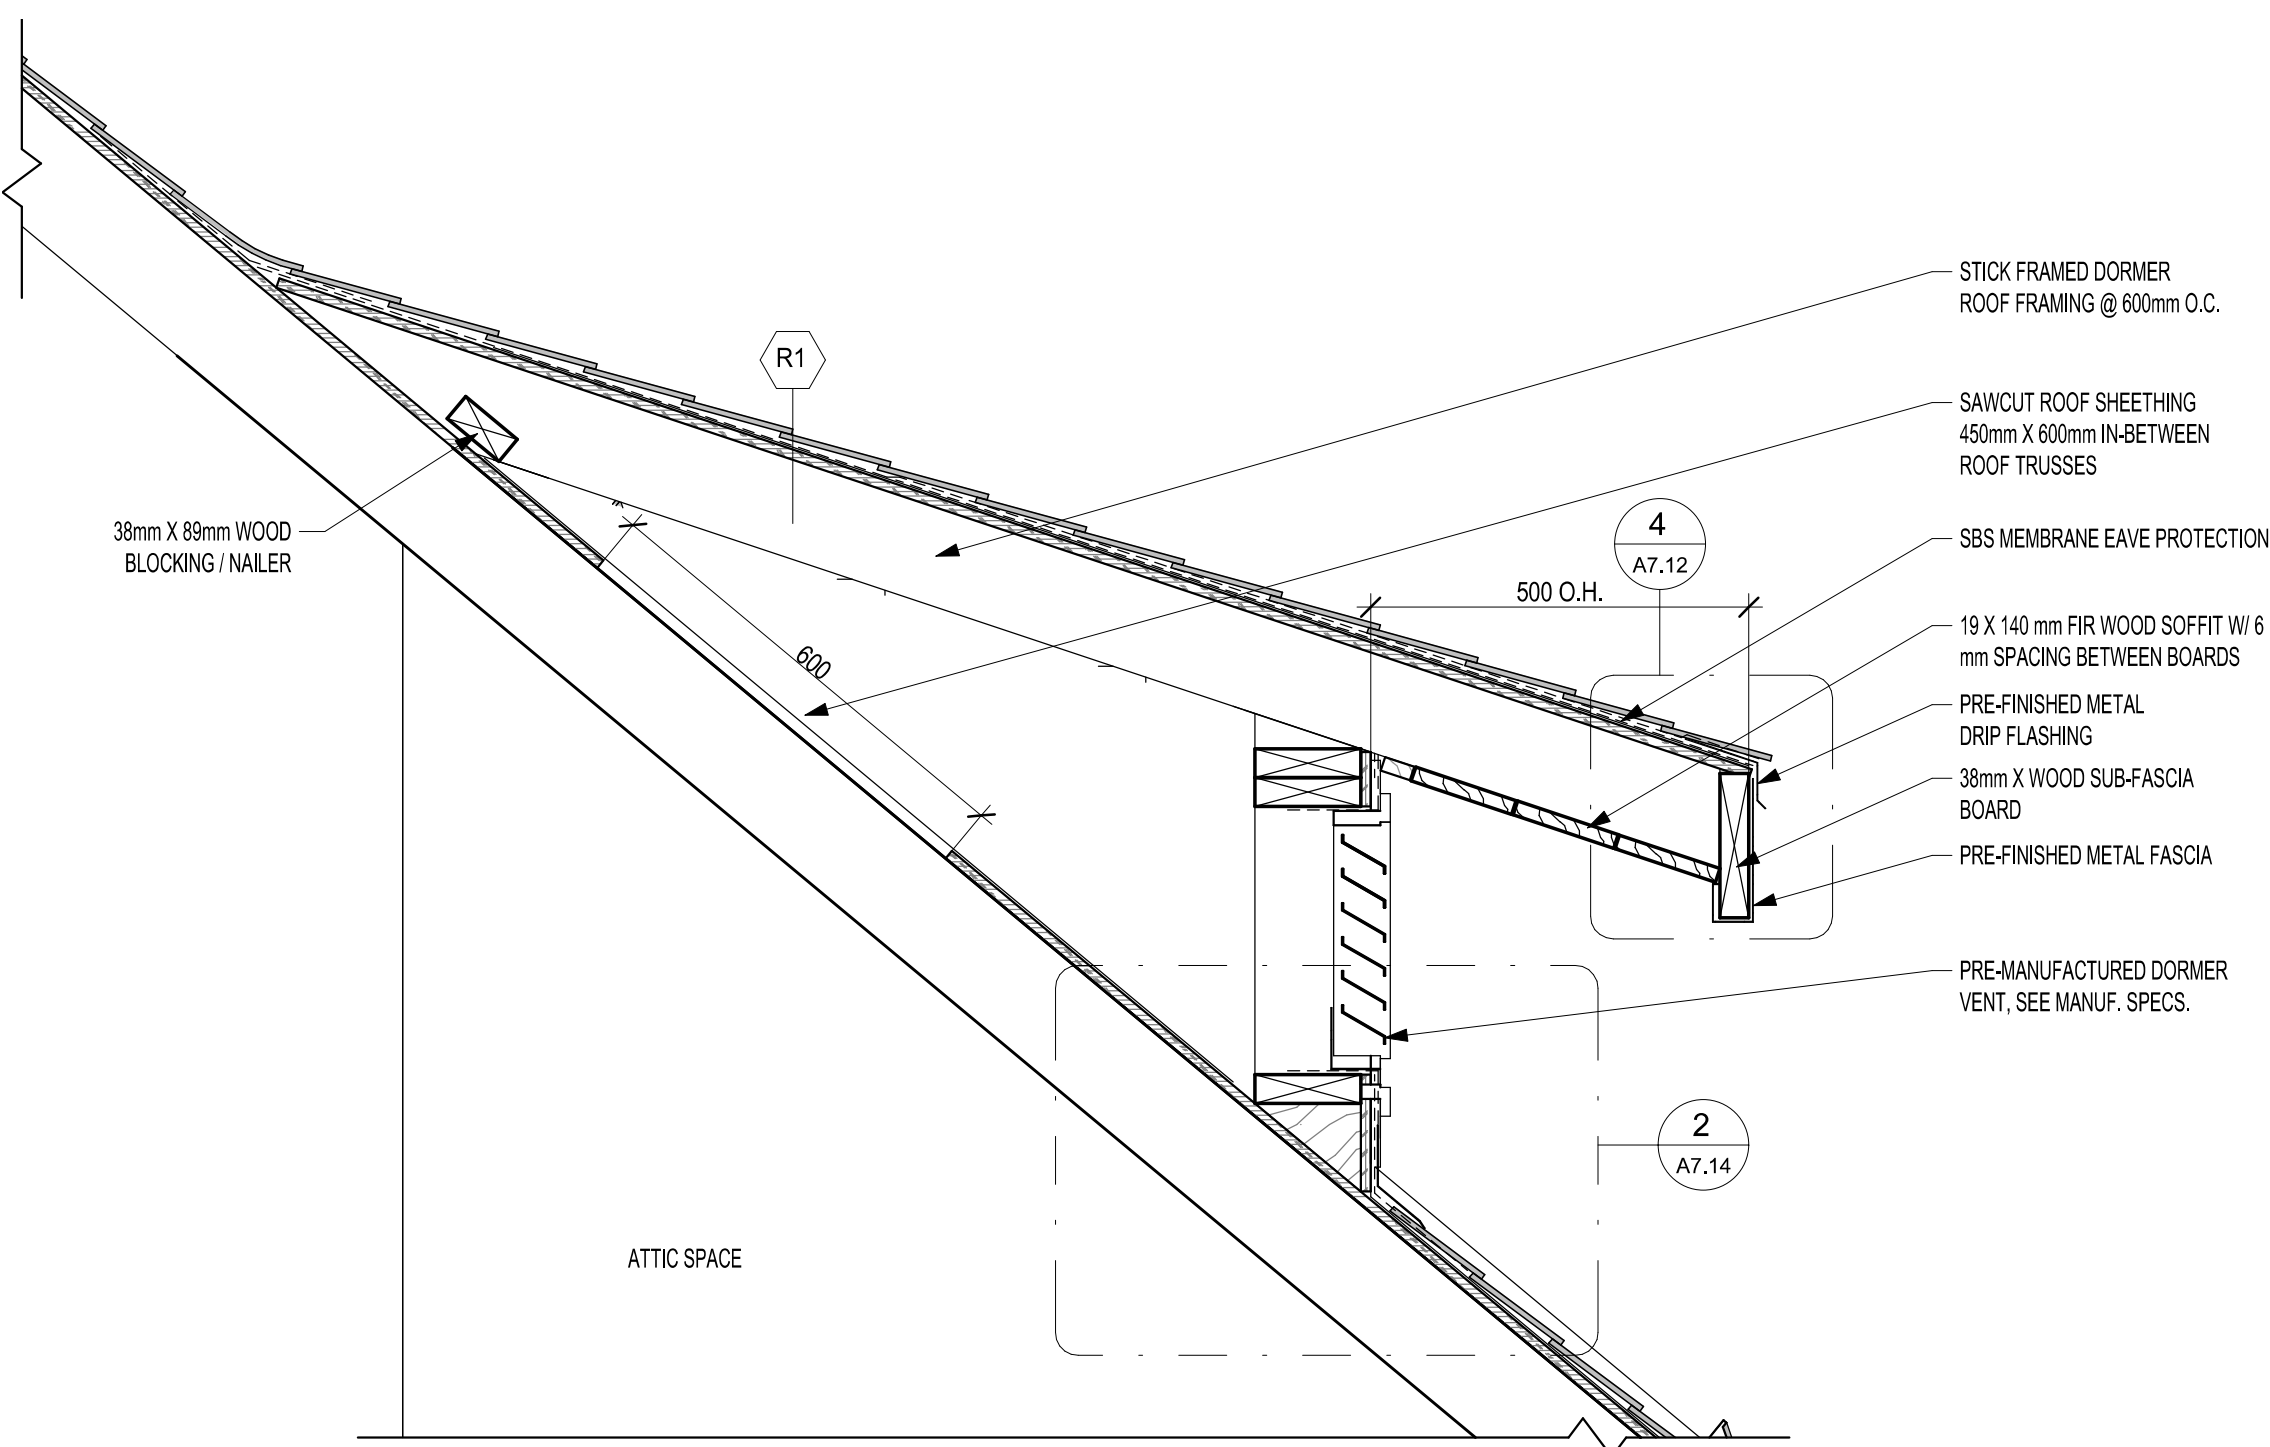 STICK FRAMED DORMER
ROOF FRAMING @ 600mm O.C.
R1
SAWCUT ROOF SHEETHING
450mm X 600mm IN-BETWEEN
ROOF TRUSSES
38mm X 89mm WOOD
BLOCKING / NAILER
4
A7.12
SBS MEMBRANE EAVE PROTECTION
500 O.H.
19 X 140 mm FIR WOOD SOFFIT W/ 6
mm SPACING BETWEEN BOARDS
600
PRE-FINISHED METAL
DRIP FLASHING
38mm X WOOD SUB-FASCIA
BOARD
PRE-FINISHED METAL FASCIA
PRE-MANUFACTURED DORMER
VENT, SEE MANUF. SPECS.
2
A7.14
ATTIC SPACE